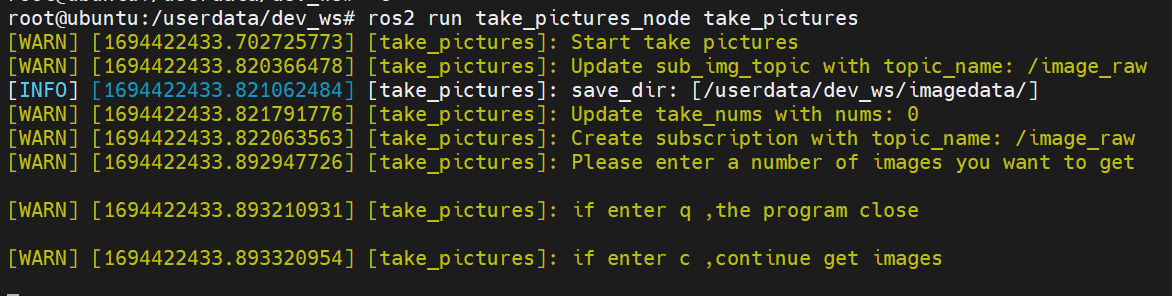 root@ubuntu:/userdata/dev_ws# ros2 run take_pictures_node take_pictures
[WARN] [1694422433.702725773] [take_pictures]: Start take pictures
[WARN] [1694422433.820366478] [take_pictures]: Update sub_img_topic with topic_name: /image_raw
[INFO] [1694422433.821062484] [take_pictures]: save_dir: [/userdata/dev_ws/imagedata/]
[WARN] [1694422433.821791776] [take_pictures]: Update take_nums with nums: 0
[WARN] [1694422433.822063563] [take_pictures]: Create subscription with topic_name: /image_raw
[WARN] [1694422433.892947726] [take_pictures]: Please enter a number of images you want to get
[WARN] [1694422433.893210931] [take_pictures]: if enter q ,the program close
[WARN] [1694422433.893320954] [take_pictures]: if enter c ,continue get images